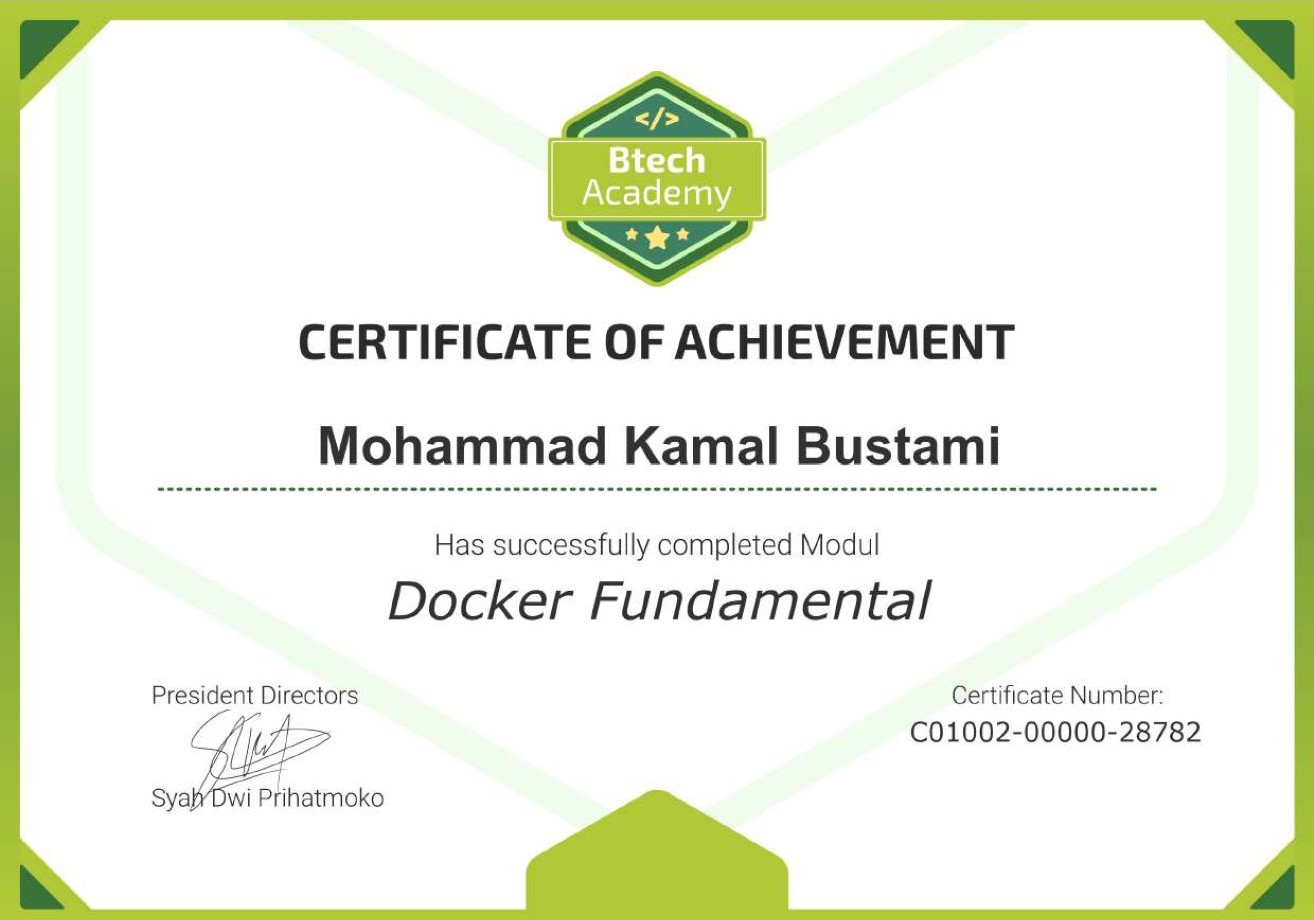 </>
Btech
Academy
CERTIFICATE OF ACHIEVEMENT
Mohammad Kamal Bustami
Has successfully completed Modul
Docker Fundamental
President Directors
Syah Dwi Prihatmoko
Certificate Number:
C01002-00000-28782